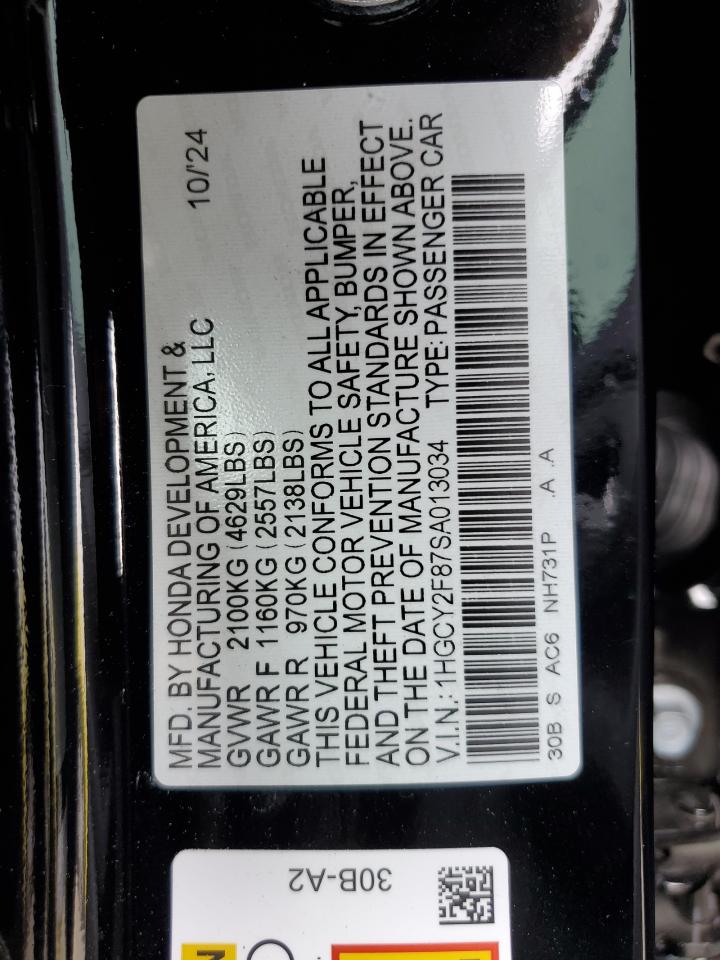 MFD. BY HONDA DEVELOPMENT &
MANUFACTURING OF AMERICA, LLC 10/'24
GVWR 2100KG (4629LBS)
GAWR F 1160KG (2557LBS)
GAWR R 970KG (2138LBS)
THIS VEHICLE CONFORMS TO ALL APPLICABLE
FEDERAL MOTOR VEHICLE SAFETY, BUMPER,
AND THEFT PREVENTION STANDARDS IN EFFECT
ON THE DATE OF MANUFACTURE SHOWN ABOVE.
V.I.N.: 1HGCY2F87SA013034 TYPE: PASSENGER CAR
30B S AC6 NH731P .A .A
30B-A2